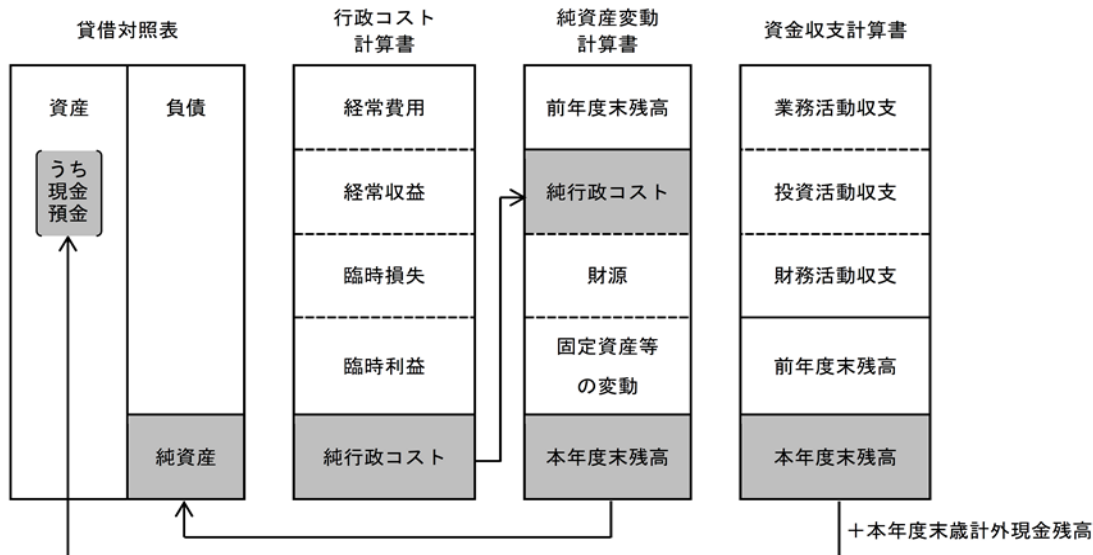 貸借対照表
資産
うち
現金
預金
負債
純資産
行政コスト
計算書
経常費用
経常収益
臨時損失
臨時利益
純行政コスト
純資産変動
計算書
前年度末残高
純行政コスト
財源
固定資産等
の変動
本年度末残高
資金収支計算書
業務活動収支
投資活動収支
財務活動収支
前年度末残高
本年度末残高
＋本年度末歳計外現金残高